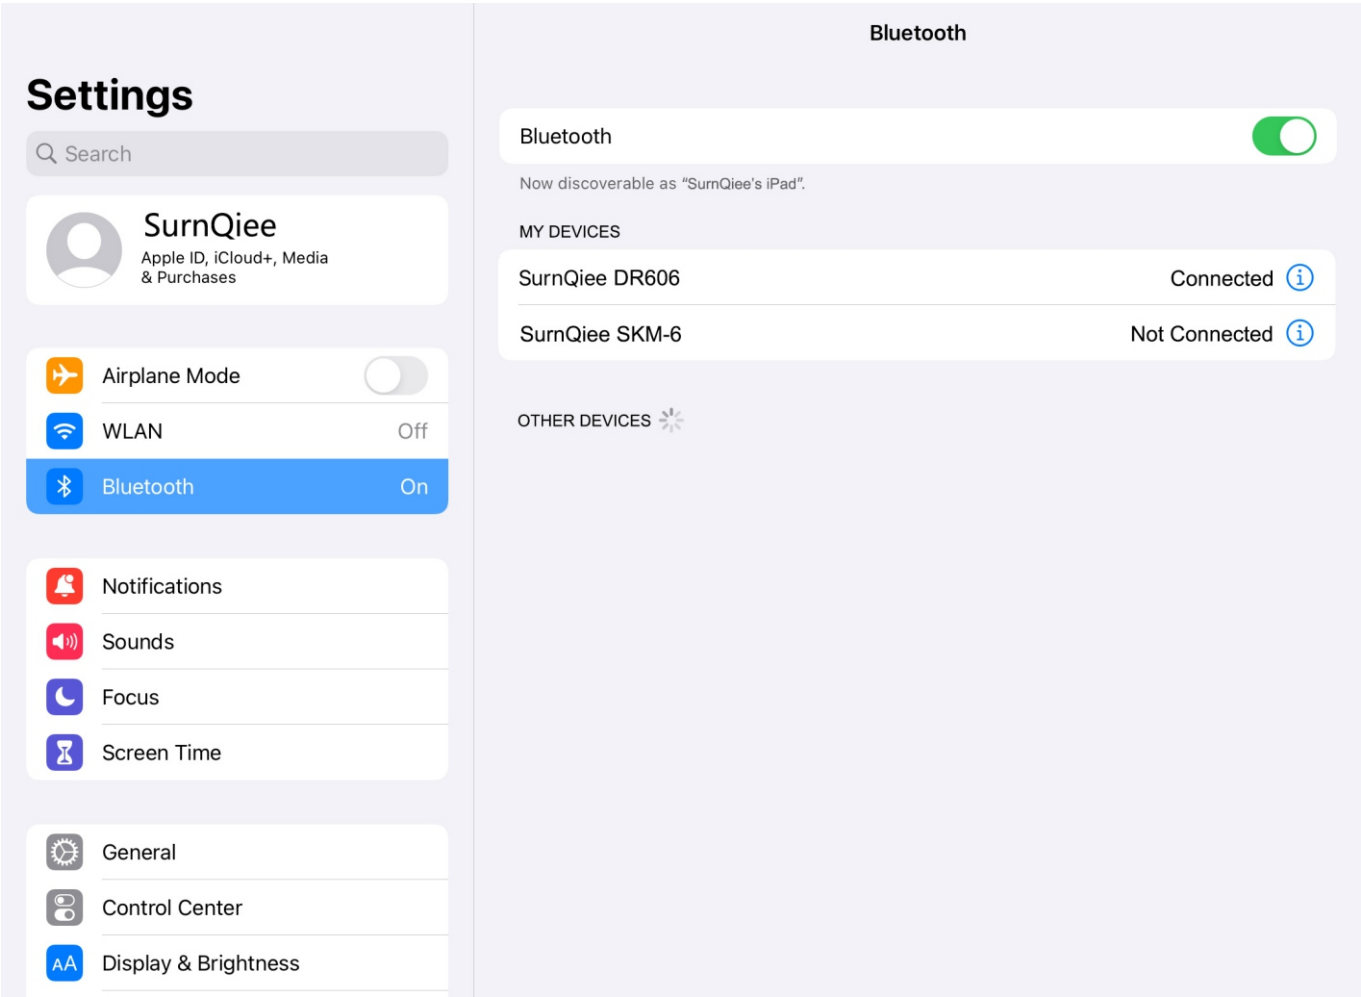 Bluetooth
Settings
Search
SurnQiee
Apple ID, iCloud+, Media
& Purchases
Airplane Mode
WLAN Off
Bluetooth On
Notifications
Sounds
Focus
Screen Time
General
Control Center
AA Display & Brightness
Bluetooth
Now discoverable as “SurnQiee's iPad”.
MY DEVICES
SurnQiee DR606 Connected
SurnQiee SKM-6 Not Connected
OTHER DEVICES